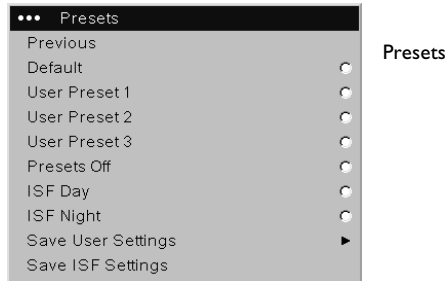 ••• Presets
Previous
Default
User Preset 1
User Preset 2
User Preset 3
Presets Off
ISF Day
ISF Night
Save User Settings
Save ISF Settings
Presets